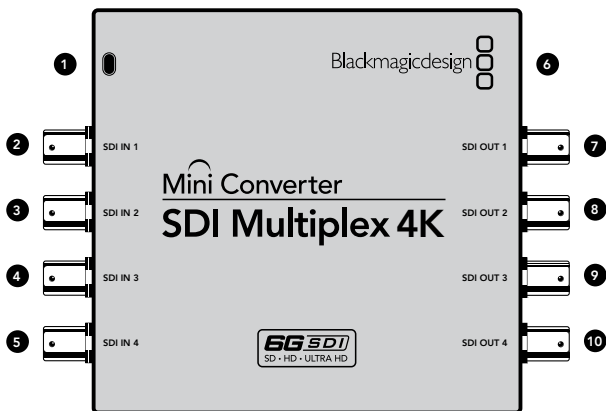 1
Blackmagicdesign
6
2
SDI IN 1
SDI OUT 1
7
Mini Converter
3
SDI IN 2
SDI OUT 2
8
SDI Multiplex 4K
4
SDI IN 3
SDI OUT 3
9
5
SDI IN 4
6G SDI
SD • HD • ULTRA HD
SDI OUT 4
10